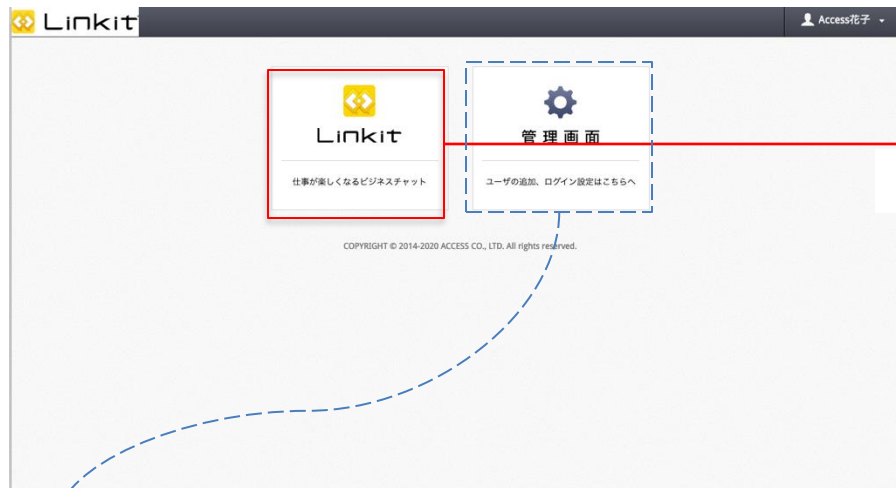 Linkit
Access花子
Linkit
仕事が楽しくなるビジネスチャット
管理画面
ユーザの追加、ログイン設定はこちらへ
COPYRIGHT © 2014-2020 ACCESS CO., LTD. All rights reserved.